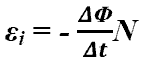 εᵢ = - ΔΦ/Δt N